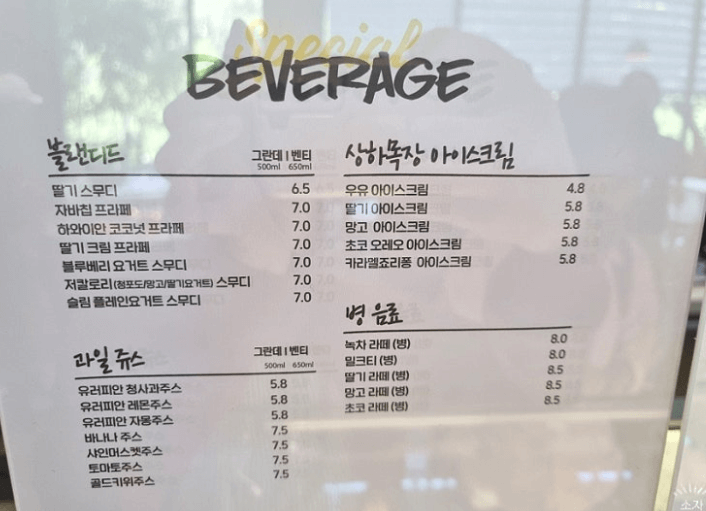 Special
BEVERAGE
블랜디드 그란데 | 벤티
500ml 650ml
딸기 스무디 6.5
자바칩 프라페 7.0
하와이안 코코넛 프라페 7.0
딸기 크림 프라페 7.0
블루베리 요거트 스무디 7.0
저칼로리(청포도/망고/딸기요거트) 스무디 7.0
슬림 플레인요거트 스무디 7.0
과일 쥬스 그란데 | 벤티
500ml 650ml
유러피안 청사과주스 5.8
유러피안 레몬주스 5.8
유러피안 자몽주스 5.8
바나나 주스 7.5
샤인머스켓주스 7.5
토마토주스 7.5
골드키위주스 7.5
상하목장 아이스크림
우유 아이스크림 4.8
딸기 아이스크림 5.8
망고 아이스크림 5.8
초코 오레오 아이스크림 5.8
카라멜죠리퐁 아이스크림 5.8
병 음료
녹차 라떼 (병) 8.0
밀크티 (병) 8.0
딸기 라떼 (병) 8.5
망고 라떼 (병) 8.5
초코 라떼 (병) 8.5